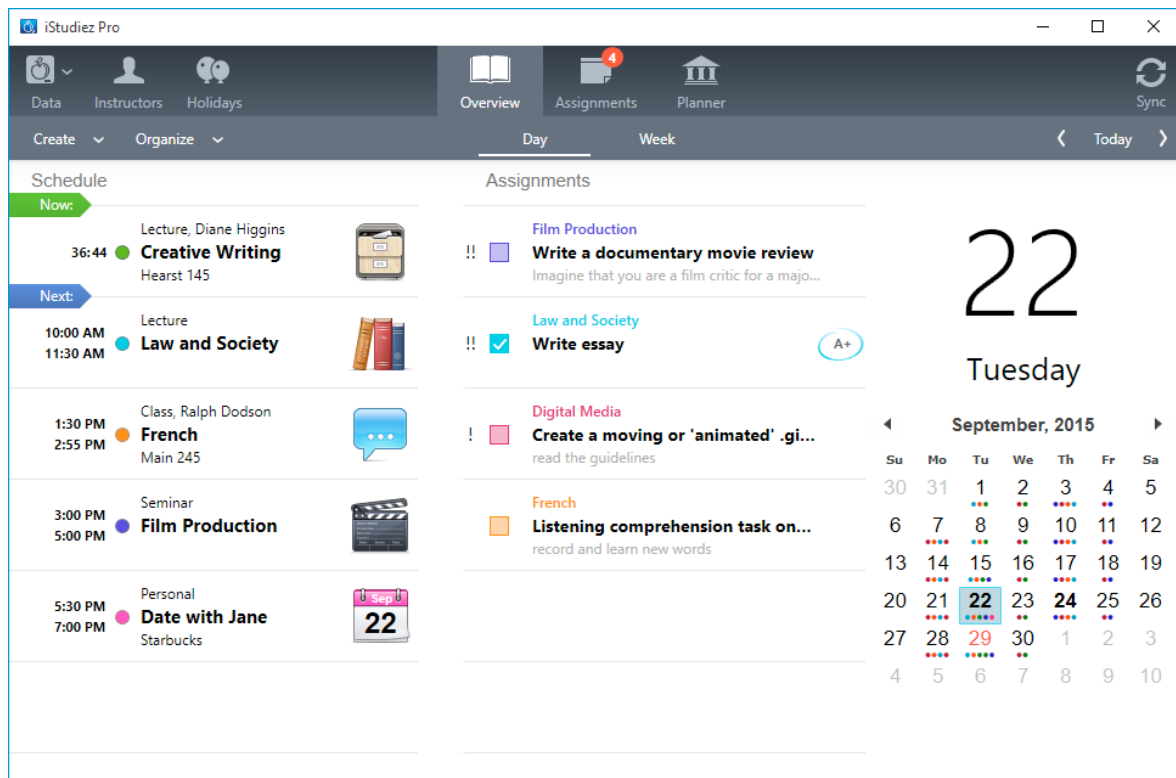 iStudiez Pro
Data
Instructors
Holidays
Overview
4
Assignments
Planner
Sync
Create
Organize
Day
Week
Today
Schedule
Now:
36:44
Lecture, Diane Higgins
Creative Writing
Hearst 145
Next:
10:00 AM
11:30 AM
Lecture
Law and Society
1:30 PM
2:55 PM
Class, Ralph Dodson
French
Main 245
3:00 PM
5:00 PM
Seminar
Film Production
5:30 PM
7:00 PM
Personal
Date with Jane
Starbucks
Sep
22
Assignments
!!
Film Production
Write a documentary movie review
Imagine that you are a film critic for a majo...
!!
Law and Society
Write essay
A+
!
Digital Media
Create a moving or 'animated' .gi...
read the guidelines
French
Listening comprehension task on...
record and learn new words
22
Tuesday
September, 2015
Su Mo Tu We Th Fr Sa
30 31 1 2 3 4 5
6 7 8 9 10 11 12
13 14 15 16 17 18 19
20 21 22 23 24 25 26
27 28 29 30 1 2 3
4 5 6 7 8 9 10